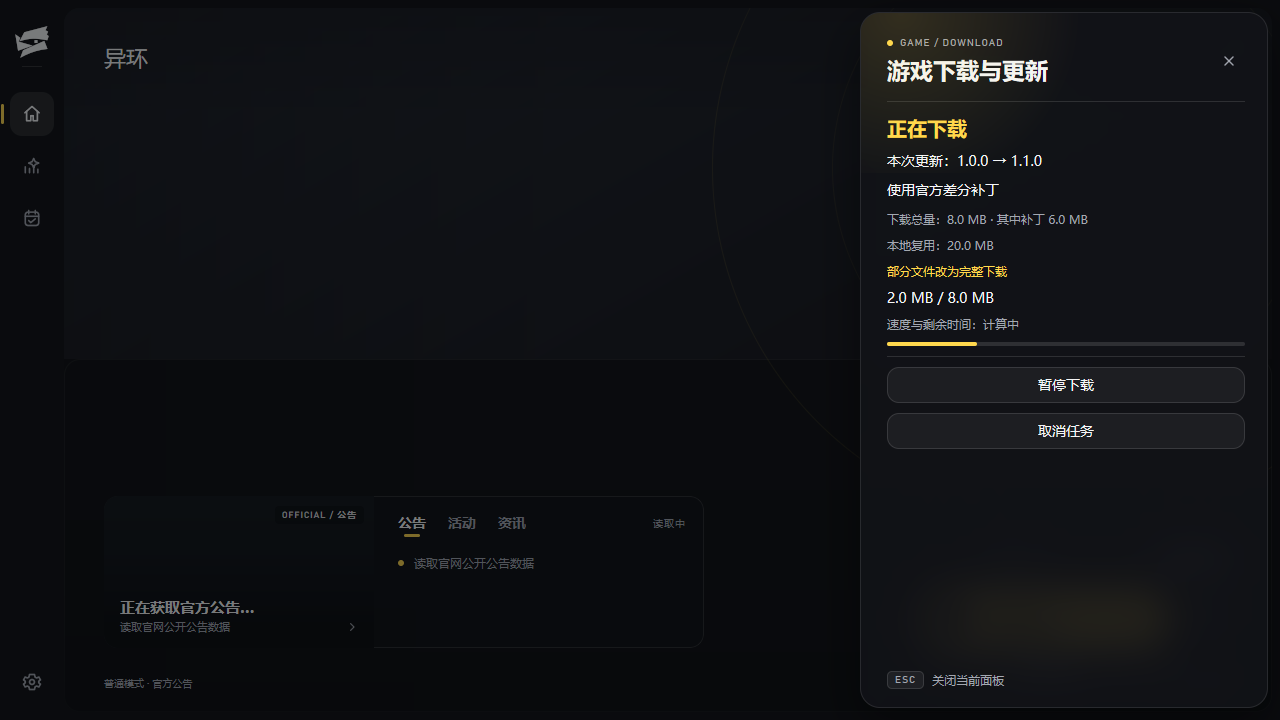 异环
GAME / DOWNLOAD
游戏下载与更新
正在下载
本次更新：1.0.0 → 1.1.0
使用官方差分补丁
下载总量：8.0 MB · 其中补丁 6.0 MB
本地复用：20.0 MB
部分文件改为完整下载
2.0 MB / 8.0 MB
速度与剩余时间：计算中
暂停下载
取消任务
OFFICIAL / 公告
正在获取官方公告...
读取官网公开公告数据
公告 活动 资讯 读取中
读取官网公开公告数据
普通模式 · 官方公告
ESC 关闭当前面板